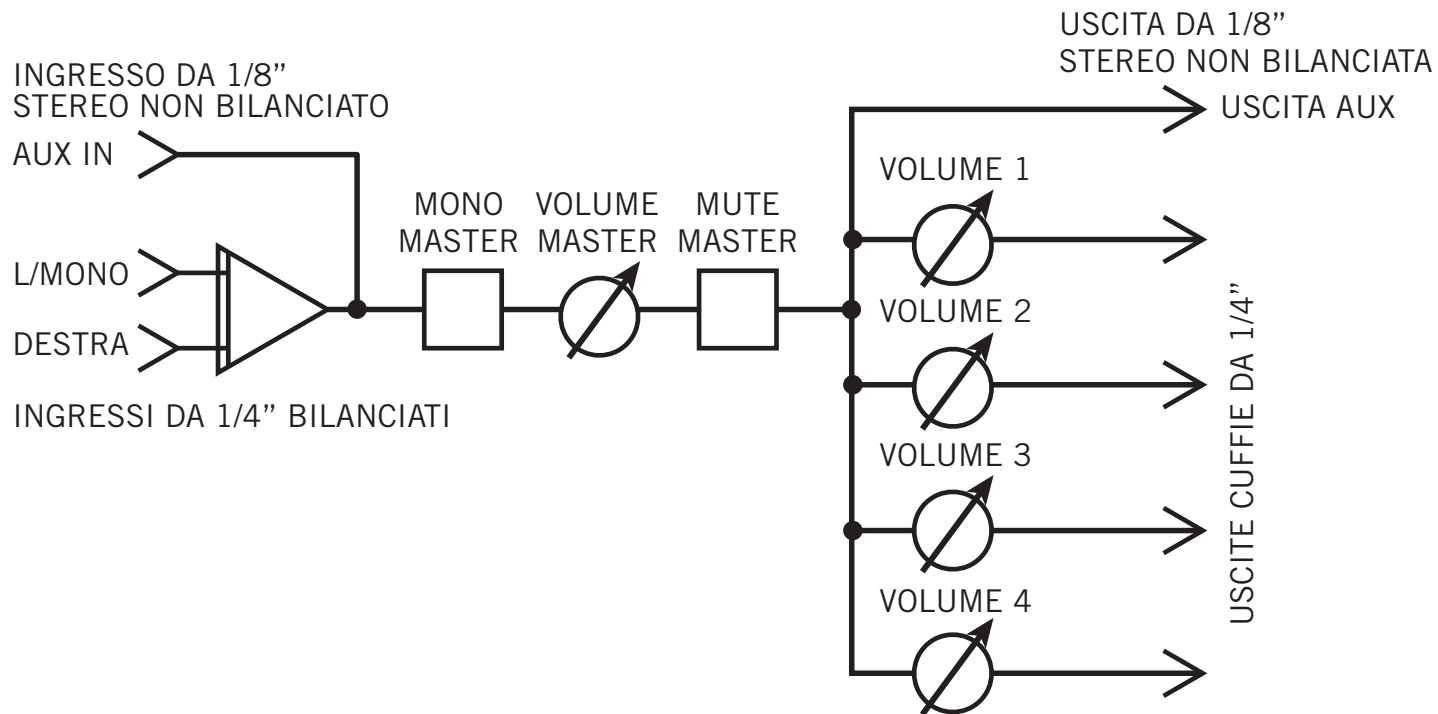 USCITA DA 1/8”
STEREO NON BILANCIATA
USCITA AUX
INGRESSO DA 1/8”
STEREO NON BILANCIATO
AUX IN
L/MONO
DESTRA
INGRESSI DA 1/4” BILANCIATI
MONO
MASTER
VOLUME
MASTER
MUTE
MASTER
VOLUME 1
VOLUME 2
VOLUME 3
VOLUME 4
USCITE CUFFIE DA 1/4”